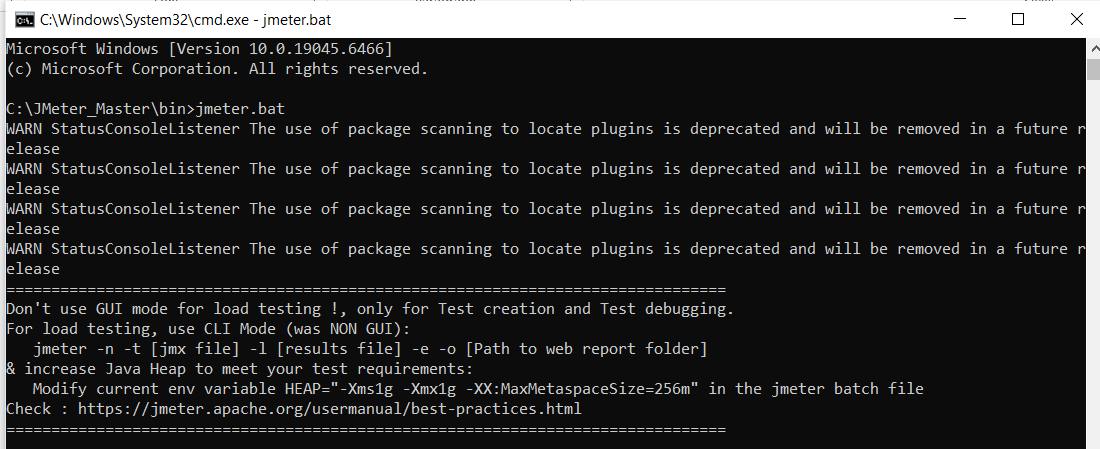 C:\Windows\System32\cmd.exe - jmeter.bat
Microsoft Windows [Version 10.0.19045.6466]
(c) Microsoft Corporation. All rights reserved.
C:\JMeter_Master\bin>jmeter.bat
WARN StatusConsoleListener The use of package scanning to locate plugins is deprecated and will be removed in a future r
elease
WARN StatusConsoleListener The use of package scanning to locate plugins is deprecated and will be removed in a future r
elease
WARN StatusConsoleListener The use of package scanning to locate plugins is deprecated and will be removed in a future r
elease
WARN StatusConsoleListener The use of package scanning to locate plugins is deprecated and will be removed in a future r
elease
================================================================================
Don't use GUI mode for load testing !, only for Test creation and Test debugging.
For load testing, use CLI Mode (was NON GUI):
   jmeter -n -t [jmx file] -l [results file] -e -o [Path to web report folder]
& increase Java Heap to meet your test requirements:
   Modify current env variable HEAP="-Xms1g -Xmx1g -XX:MaxMetaspaceSize=256m" in the jmeter batch file
Check : https://jmeter.apache.org/usermanual/best-practices.html
================================================================================